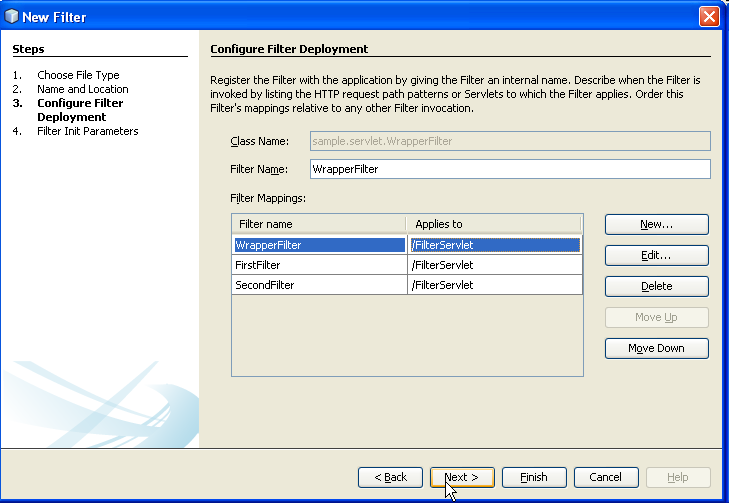 New Filter
Steps
1. Choose File Type
2. Name and Location
3. Configure Filter
Deployment
4. Filter Init Parameters
Configure Filter Deployment
Register the Filter with the application by giving the Filter an internal name. Describe when the Filter is
invoked by listing the HTTP request path patterns or Servlets to which the Filter applies. Order this
Filter's mappings relative to any other Filter invocation.
Class Name: sample.servlet.WrapperFilter
Filter Name: WrapperFilter
Filter Mappings:
Filter name Applies to
WrapperFilter /FilterServlet
FirstFilter /FilterServlet
SecondFilter /FilterServlet
New...
Edit...
Delete
Move Up
Move Down
< Back Next > Finish Cancel Help